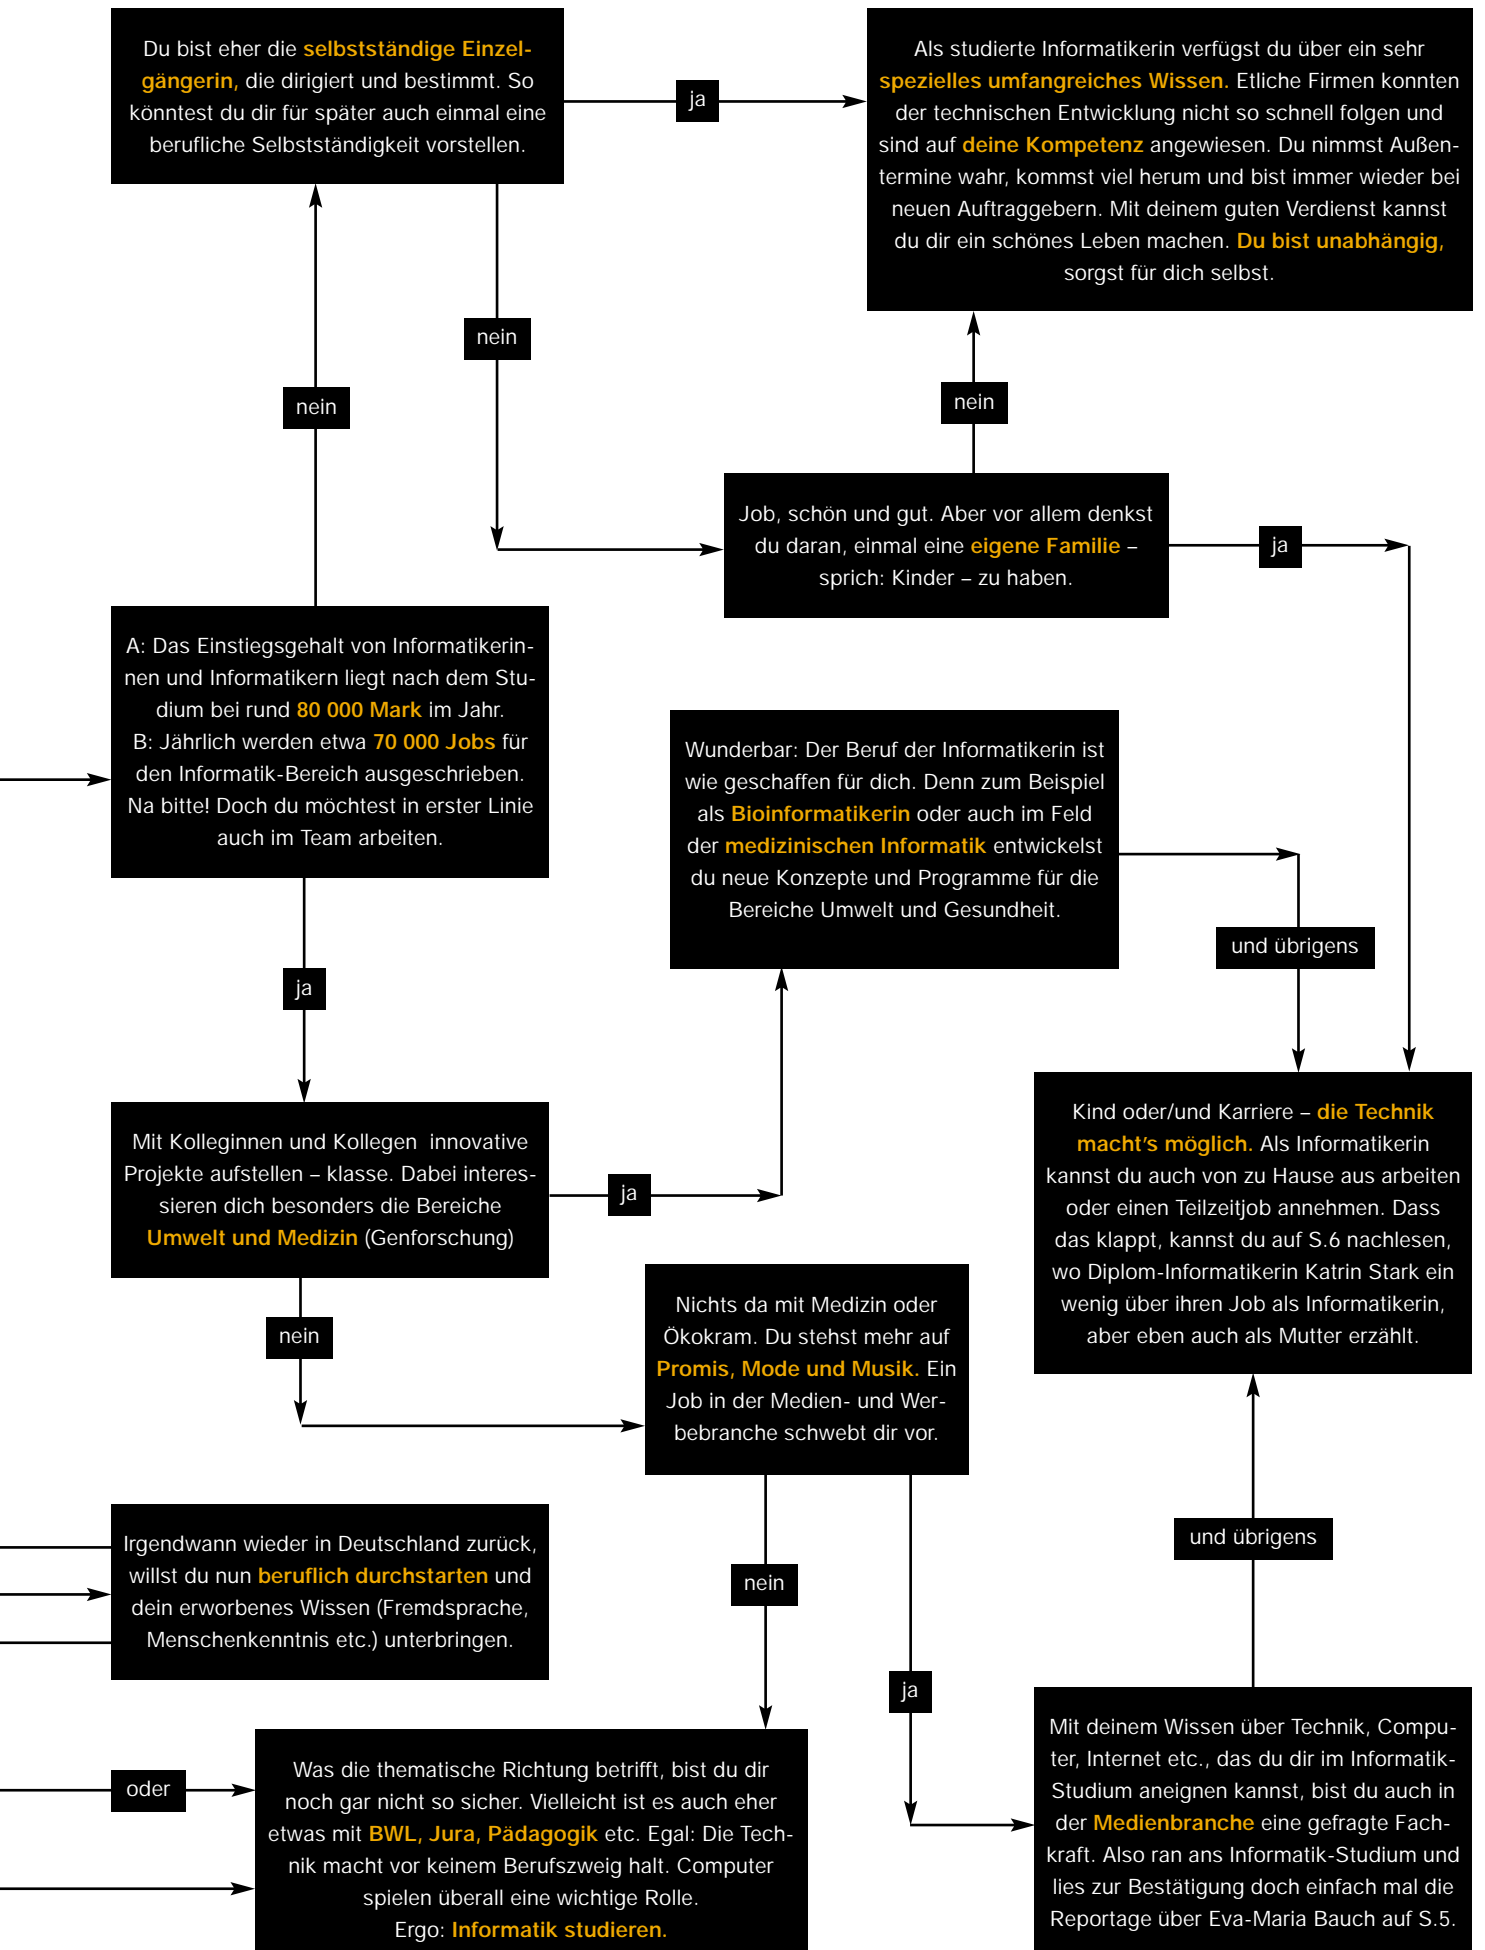 Du bist eher die selbstständige Einzel-
gängerin, die dirigiert und bestimmt. So
könntest du dir für später auch einmal eine
berufliche Selbstständigkeit vorstellen.
ja
Als studierte Informatikerin verfügst du über ein sehr
spezielles umfangreiches Wissen. Etliche Firmen konnten
der technischen Entwicklung nicht so schnell folgen und
sind auf deine Kompetenz angewiesen. Du nimmst Außen-
termine wahr, kommst viel herum und bist immer wieder bei
neuen Auftraggebern. Mit deinem guten Verdienst kannst
du dir ein schönes Leben machen. Du bist unabhängig,
sorgst für dich selbst.
nein
nein
nein
Job, schön und gut. Aber vor allem denkst
du daran, einmal eine eigene Familie –
sprich: Kinder – zu haben.
ja
A: Das Einstiegsgehalt von Informatikerin-
nen und Informatikern liegt nach dem Stu-
dium bei rund 80 000 Mark im Jahr.
B: Jährlich werden etwa 70 000 Jobs für
den Informatik-Bereich ausgeschrieben.
Na bitte! Doch du möchtest in erster Linie
auch im Team arbeiten.
Wunderbar: Der Beruf der Informatikerin ist
wie geschaffen für dich. Denn zum Beispiel
als Bioinformatikerin oder auch im Feld
der medizinischen Informatik entwickelst
du neue Konzepte und Programme für die
Bereiche Umwelt und Gesundheit.
und übrigens
ja
Mit Kolleginnen und Kollegen  innovative
Projekte aufstellen – klasse. Dabei interes-
sieren dich besonders die Bereiche
Umwelt und Medizin (Genforschung)
ja
Kind oder/und Karriere – die Technik
macht's möglich. Als Informatikerin
kannst du auch von zu Hause aus arbeiten
oder einen Teilzeitjob annehmen. Dass
das klappt, kannst du auf S.6 nachlesen,
wo Diplom-Informatikerin Katrin Stark ein
wenig über ihren Job als Informatikerin,
aber eben auch als Mutter erzählt.
nein
Nichts da mit Medizin oder
Ökokram. Du stehst mehr auf
Promis, Mode und Musik. Ein
Job in der Medien- und Wer-
bebranche schwebt dir vor.
und übrigens
Irgendwann wieder in Deutschland zurück,
willst du nun beruflich durchstarten und
dein erworbenes Wissen (Fremdsprache,
Menschenkenntnis etc.) unterbringen.
nein
ja
oder
Was die thematische Richtung betrifft, bist du dir
noch gar nicht so sicher. Vielleicht ist es auch eher
etwas mit BWL, Jura, Pädagogik etc. Egal: Die Tech-
nik macht vor keinem Berufszweig halt. Computer
spielen überall eine wichtige Rolle.
Ergo: Informatik studieren.
Mit deinem Wissen über Technik, Compu-
ter, Internet etc., das du dir im Informatik-
Studium aneignen kannst, bist du auch in
der Medienbranche eine gefragte Fach-
kraft. Also ran ans Informatik-Studium und
lies zur Bestätigung doch einfach mal die
Reportage über Eva-Maria Bauch auf S.5.